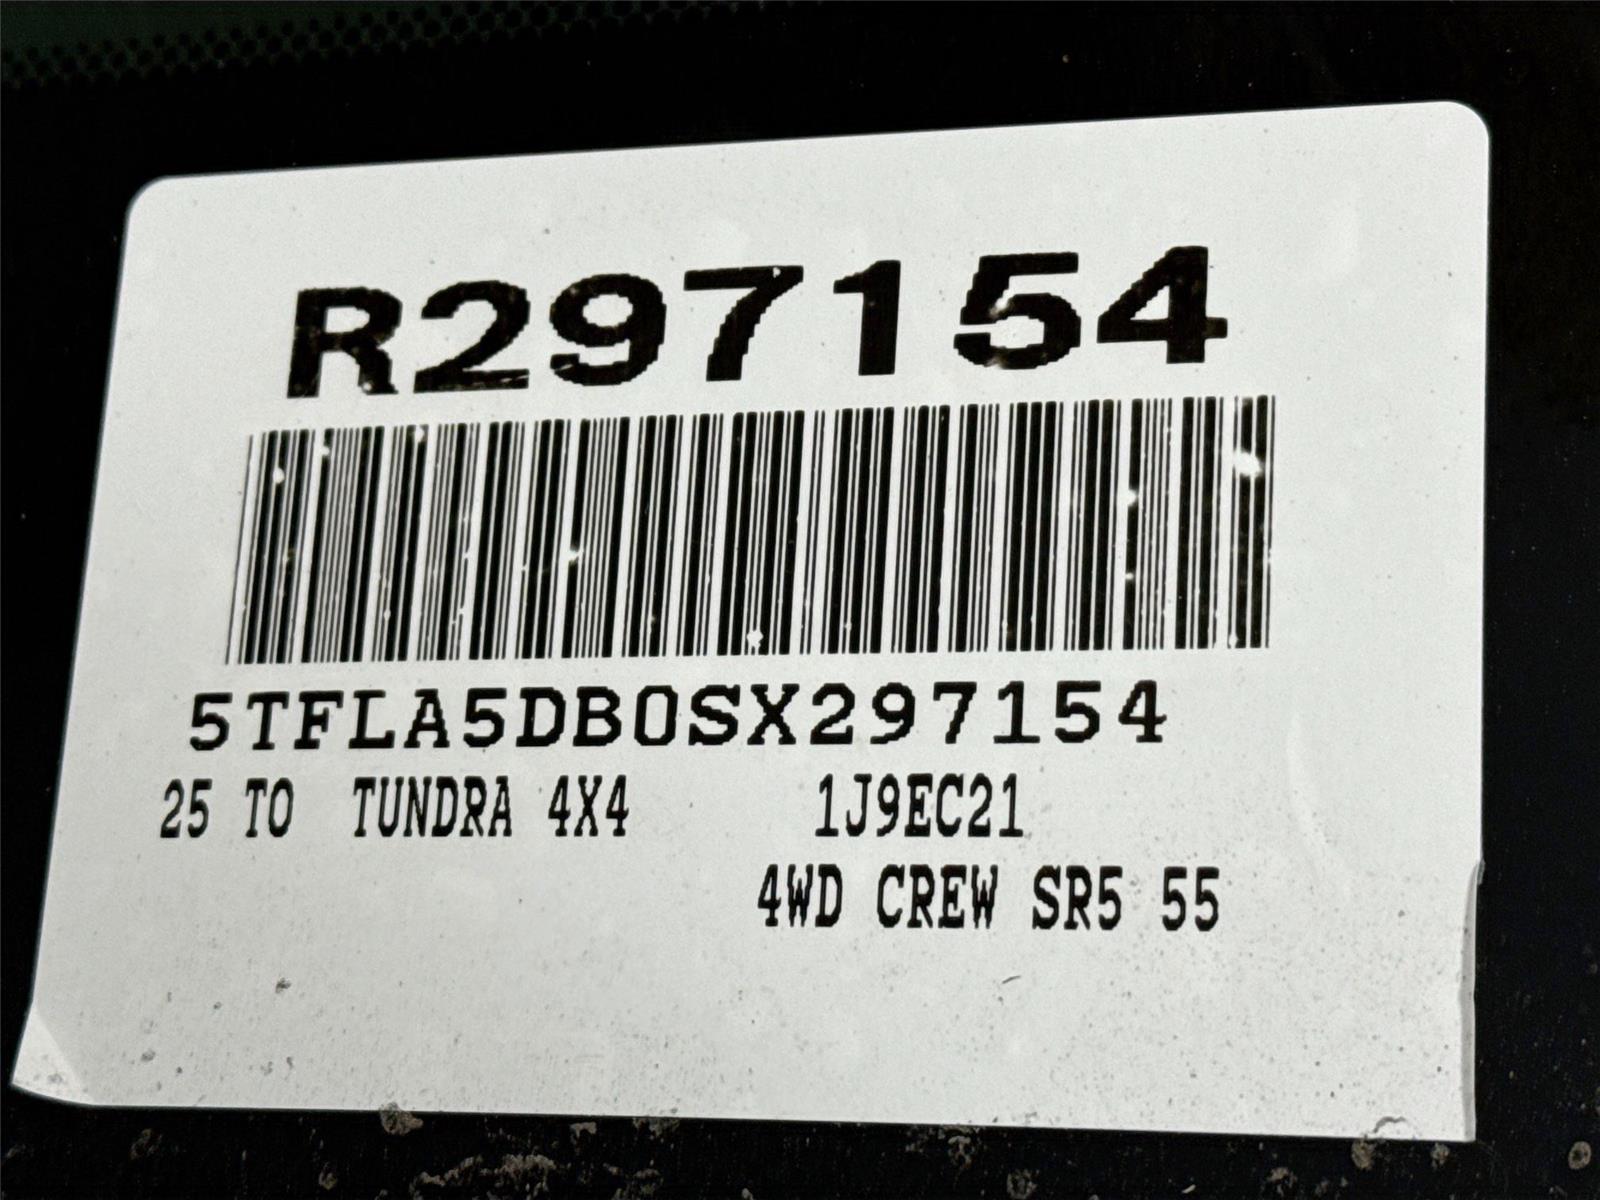 R297154
5TFLA5DB0SX297154
25 TO TUNDRA 4X4 1J9EC21
4WD CREW SR5 55